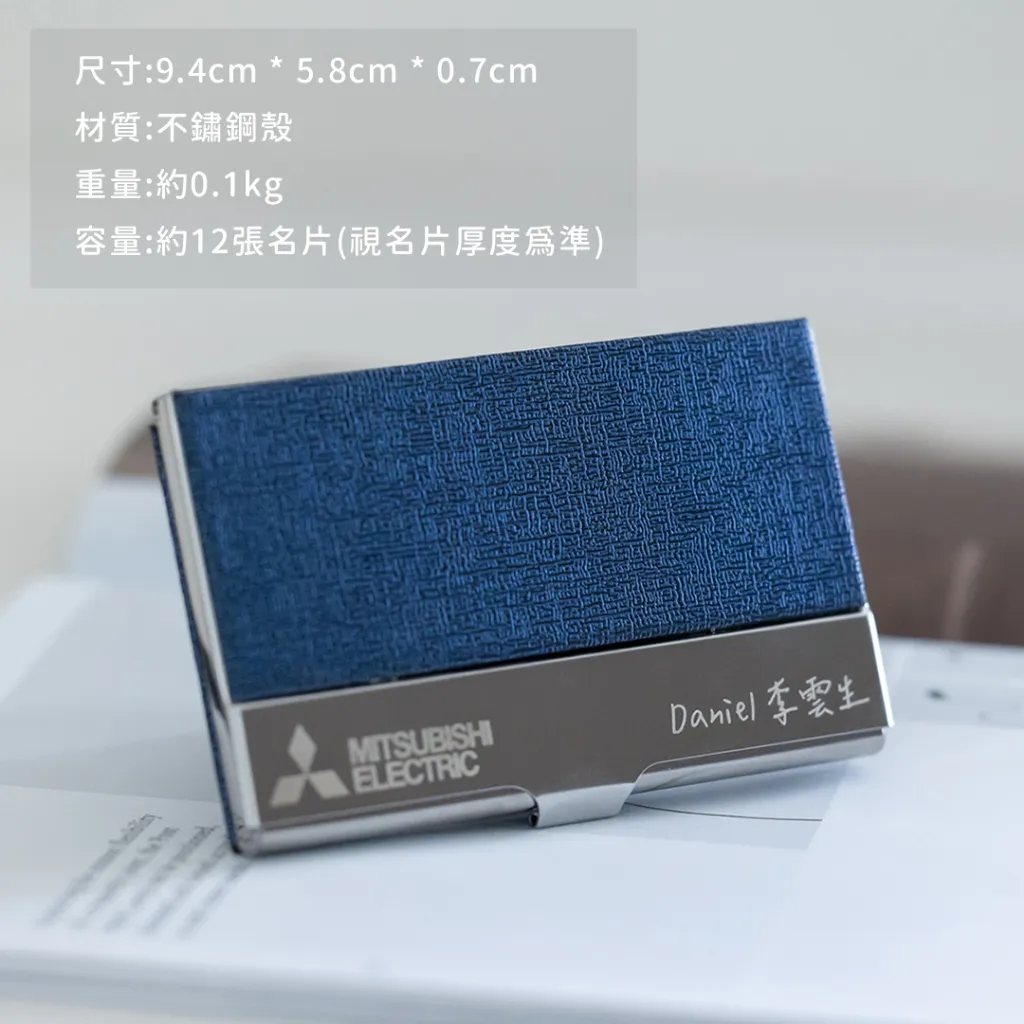 尺寸:9.4cm * 5.8cm * 0.7cm
材質:不鏽鋼殼
重量:約0.1kg
容量:約12張名片(視名片厚度爲準)
Daniel 李雲生
MITSUBISHI
ELECTRIC